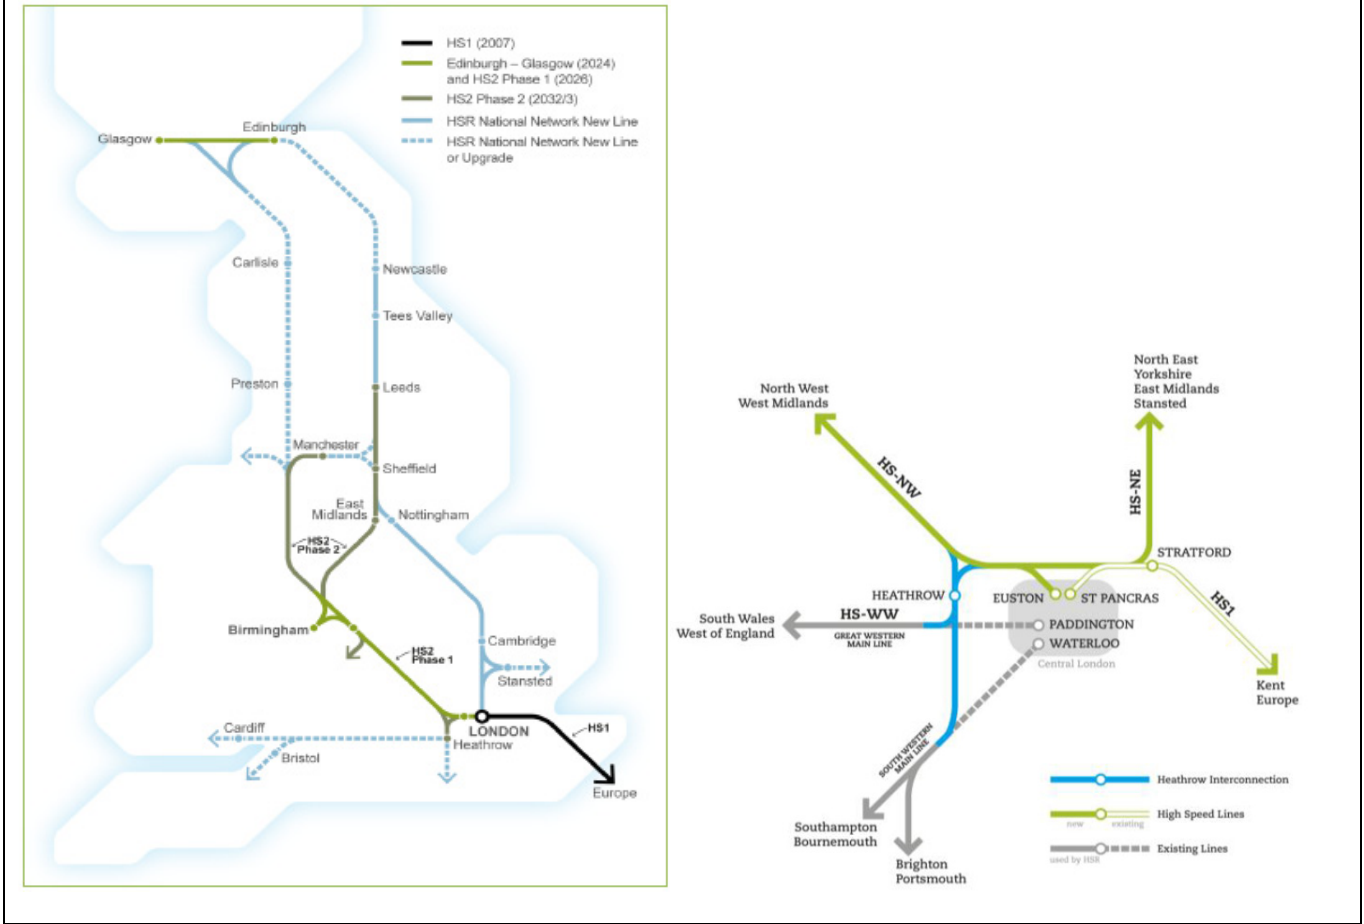 HS1 (2007)
Edinburgh – Glasgow (2024)
and HS2 Phase 1 (2026)
HS2 Phase 2 (2032/3)
HSR National Network New Line
HSR National Network New Line
or Upgrade
Glasgow
Edinburgh
Carlisle
Newcastle
Tees Valley
Preston
Leeds
Manchester
Sheffield
East
Midlands
Nottingham
HS2
Phase 2
Birmingham
HS2
Phase 1
Cambridge
Stansted
Cardiff
Bristol
LONDON
Heathrow
HS1
Europe
North West
West Midlands
North East
Yorkshire
East Midlands
Stansted
HS-NW
HS-NE
STRATFORD
HEATHROW
EUSTON
ST PANCRAS
HS1
South Wales
West of England
HS-WW
GREAT WESTERN
MAIN LINE
PADDINGTON
WATERLOO
Central London
Kent
Europe
SOUTH WESTERN
MAIN LINE
Southampton
Bournemouth
Brighton
Portsmouth
Heathrow Interconnection
High Speed Lines
new
existing
Existing Lines
used by HSR